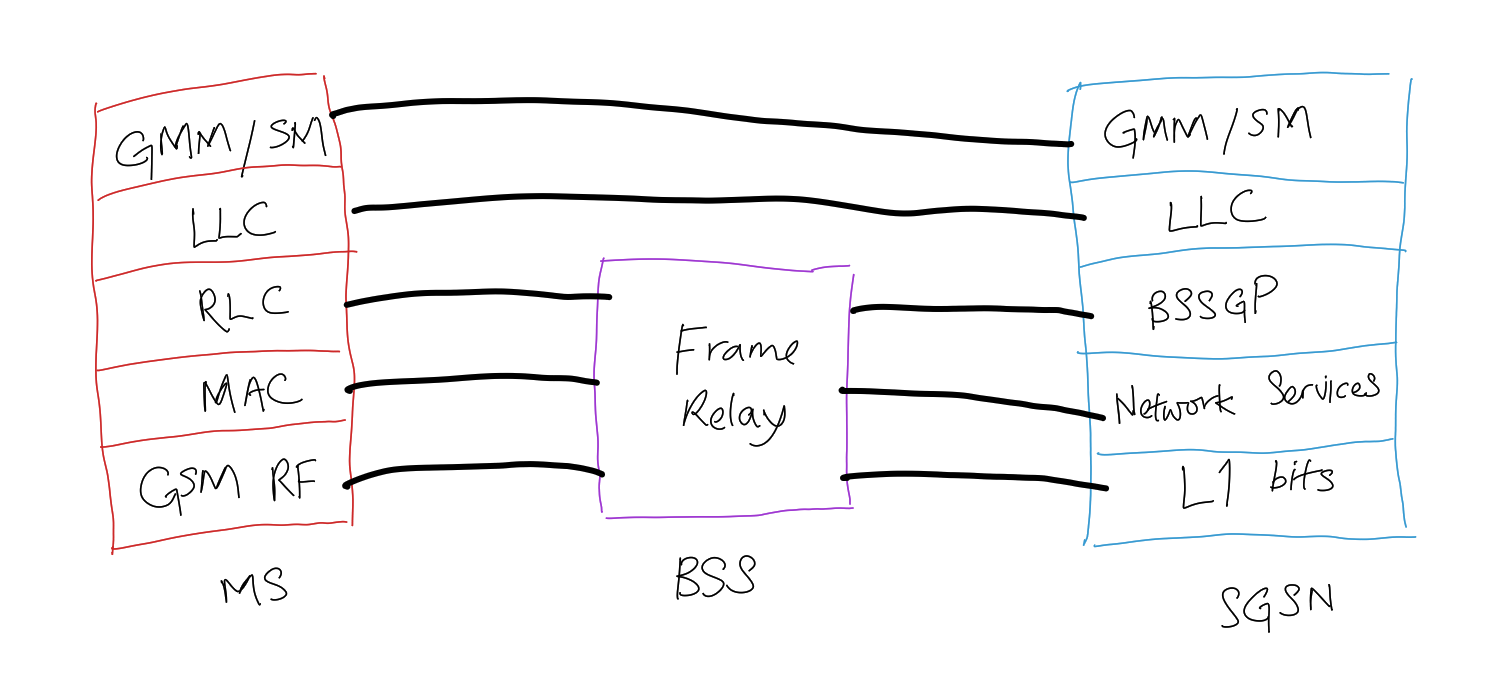 GMM/SM
LLC
RLC
MAC
GSM RF
MS
Frame
Relay
BSS
GMM/SM
LLC
BSSGP
Network Services
L1 bits
SGSN